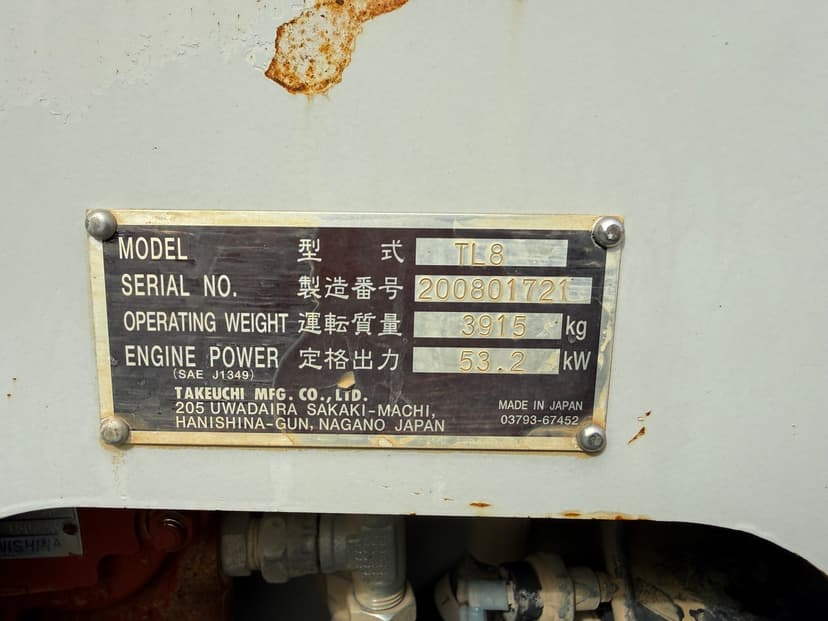 MODEL 型式 TL8
SERIAL NO. 製造番号 200801721
OPERATING WEIGHT 運転質量 3915 kg
ENGINE POWER 定格出力 53.2 kW
(SAE J1349)
TAKEUCHI MFG. CO., LTD.
205 UWADAIRA SAKAKI-MACHI,
HANISHINA-GUN, NAGANO JAPAN
MADE IN JAPAN
03793-67452
NISHINA